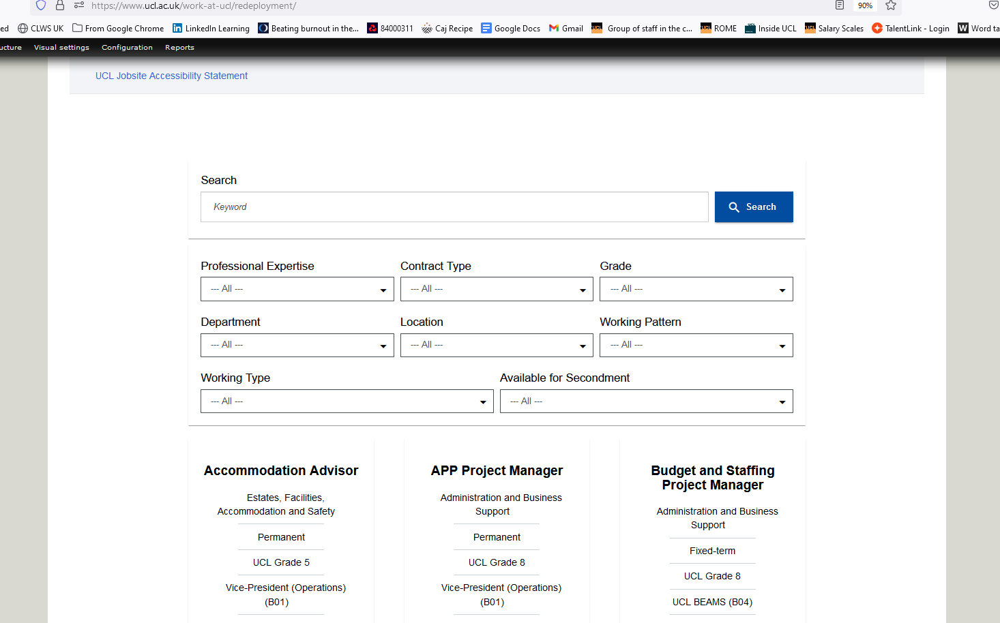 https://www.ucl.ac.uk/work-at-ucl/redeployment/
90%
ed CLWS UK From Google Chrome LinkedIn Learning Beating burnout in the... 84000311 Caj Recipe Google Docs Gmail Group of staff in the c... ROME Inside UCL Salary Scales TalentLink - Login Word ta
ucture Visual settings Configuration Reports
UCL Jobsite Accessibility Statement
Search
Keyword Search
Professional Expertise Contract Type Grade
--- All --- --- All --- --- All ---
Department Location Working Pattern
--- All --- --- All --- --- All ---
Working Type Available for Secondment
--- All --- --- All ---
Accommodation Advisor
Estates, Facilities,
Accommodation and Safety
Permanent
UCL Grade 5
Vice-President (Operations)
(B01)
APP Project Manager
Administration and Business
Support
Permanent
UCL Grade 8
Vice-President (Operations)
(B01)
Budget and Staffing
Project Manager
Administration and Business
Support
Fixed-term
UCL Grade 8
UCL BEAMS (B04)